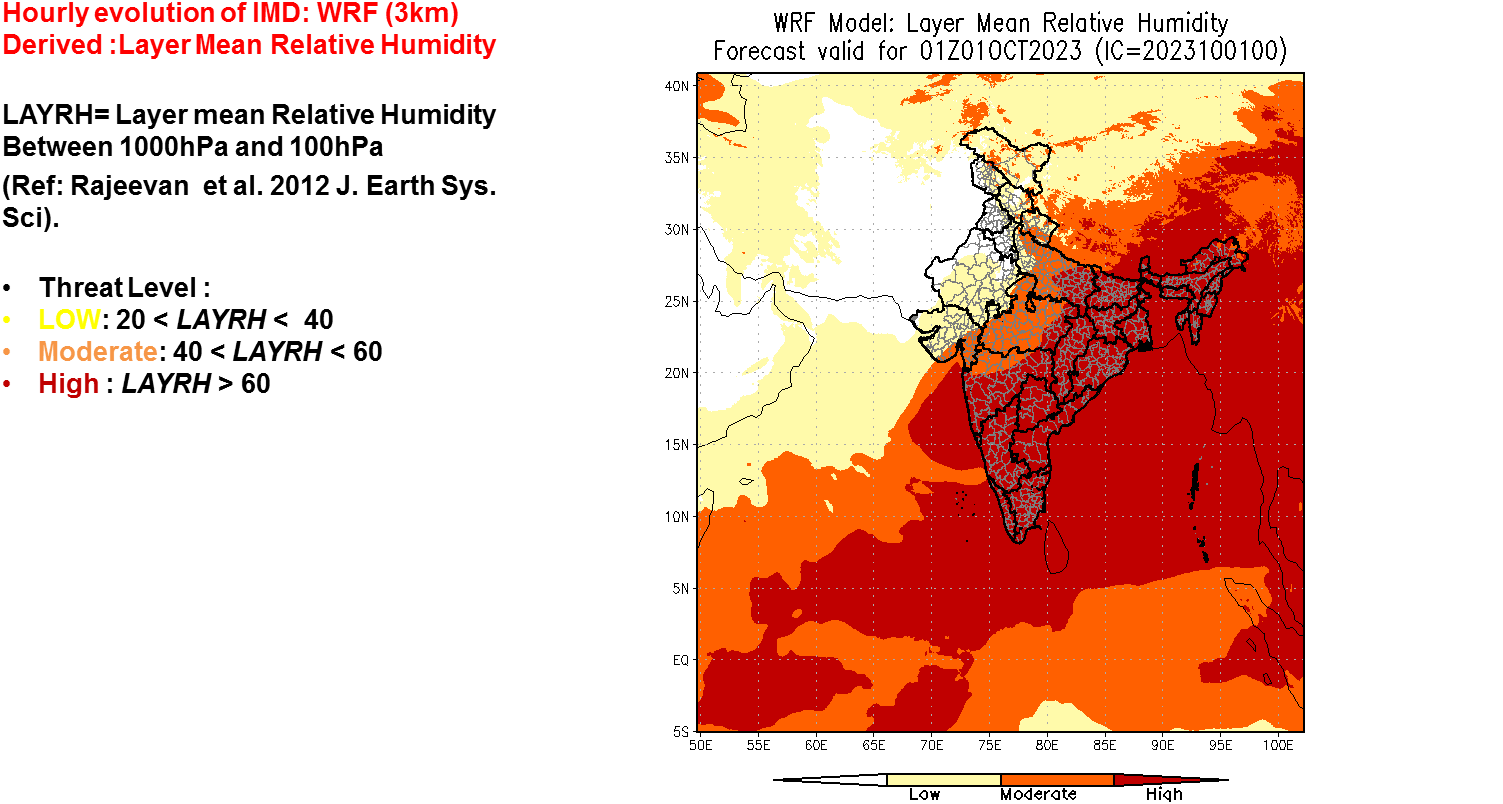 Hourly evolution of IMD: WRF (3km)
Derived :Layer Mean Relative Humidity
LAYRH= Layer mean Relative Humidity
Between 1000hPa and 100hPa
(Ref: Rajeevan et al. 2012 J. Earth Sys.
Sci).
• Threat Level :
• LOW: 20 < LAYRH < 40
• Moderate: 40 < LAYRH < 60
• High : LAYRH > 60
WRF Model: Layer Mean Relative Humidity
Forecast valid for 01Z01OCT2023 (IC=2023100100)
40N
35N
30N
25N
20N
15N
10N
5N
EQ
5S
50E 55E 60E 65E 70E 75E 80E 85E 90E 95E 100E
Low Moderate High